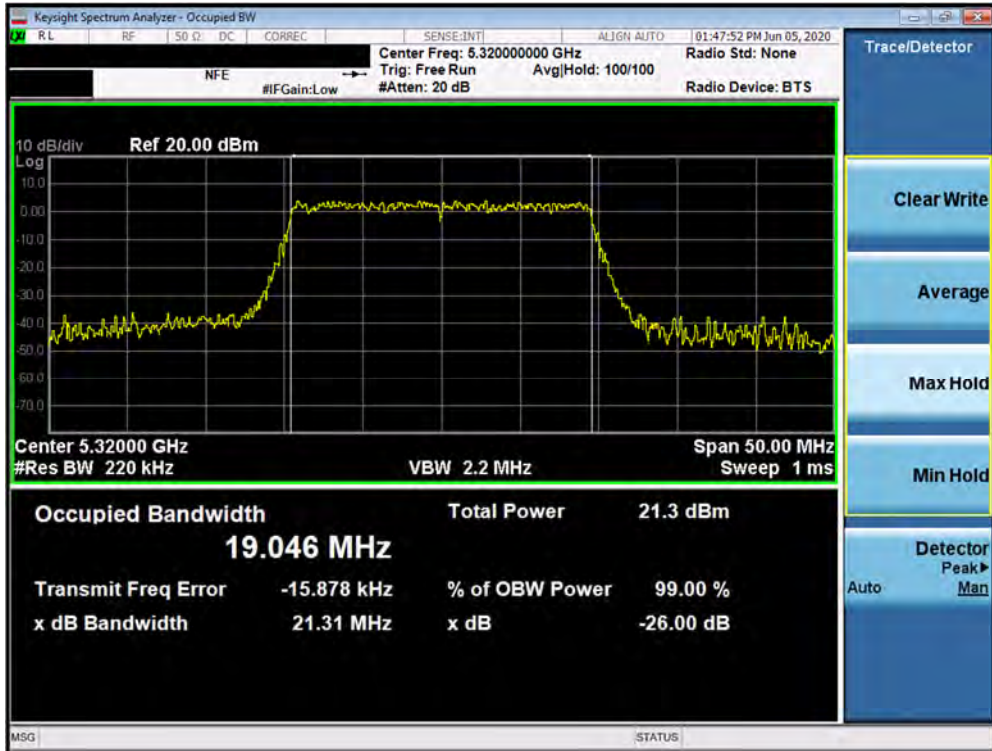 Keysight Spectrum Analyzer - Occupied BW
LXI RL RF 50 Ω DC CORREC SENSE:INT ALIGN AUTO 01:47:52 PM Jun 05, 2020
Center Freq: 5.320000000 GHz Radio Std: None
NFE Trig: Free Run Avg|Hold: 100/100
#IFGain:Low #Atten: 20 dB Radio Device: BTS
10 dB/div Ref 20.00 dBm
Log
10.0
0.00
-10.0
-20.0
-30.0
-40.0
-50.0
-60.0
-70.0
Center 5.32000 GHz Span 50.00 MHz
#Res BW 220 kHz VBW 2.2 MHz Sweep 1 ms
Occupied Bandwidth Total Power 21.3 dBm
19.046 MHz
Transmit Freq Error -15.878 kHz % of OBW Power 99.00 %
x dB Bandwidth 21.31 MHz x dB -26.00 dB
MSG STATUS
Trace/Detector
Clear Write
Average
Max Hold
Min Hold
Detector
Peak▶
Auto Man